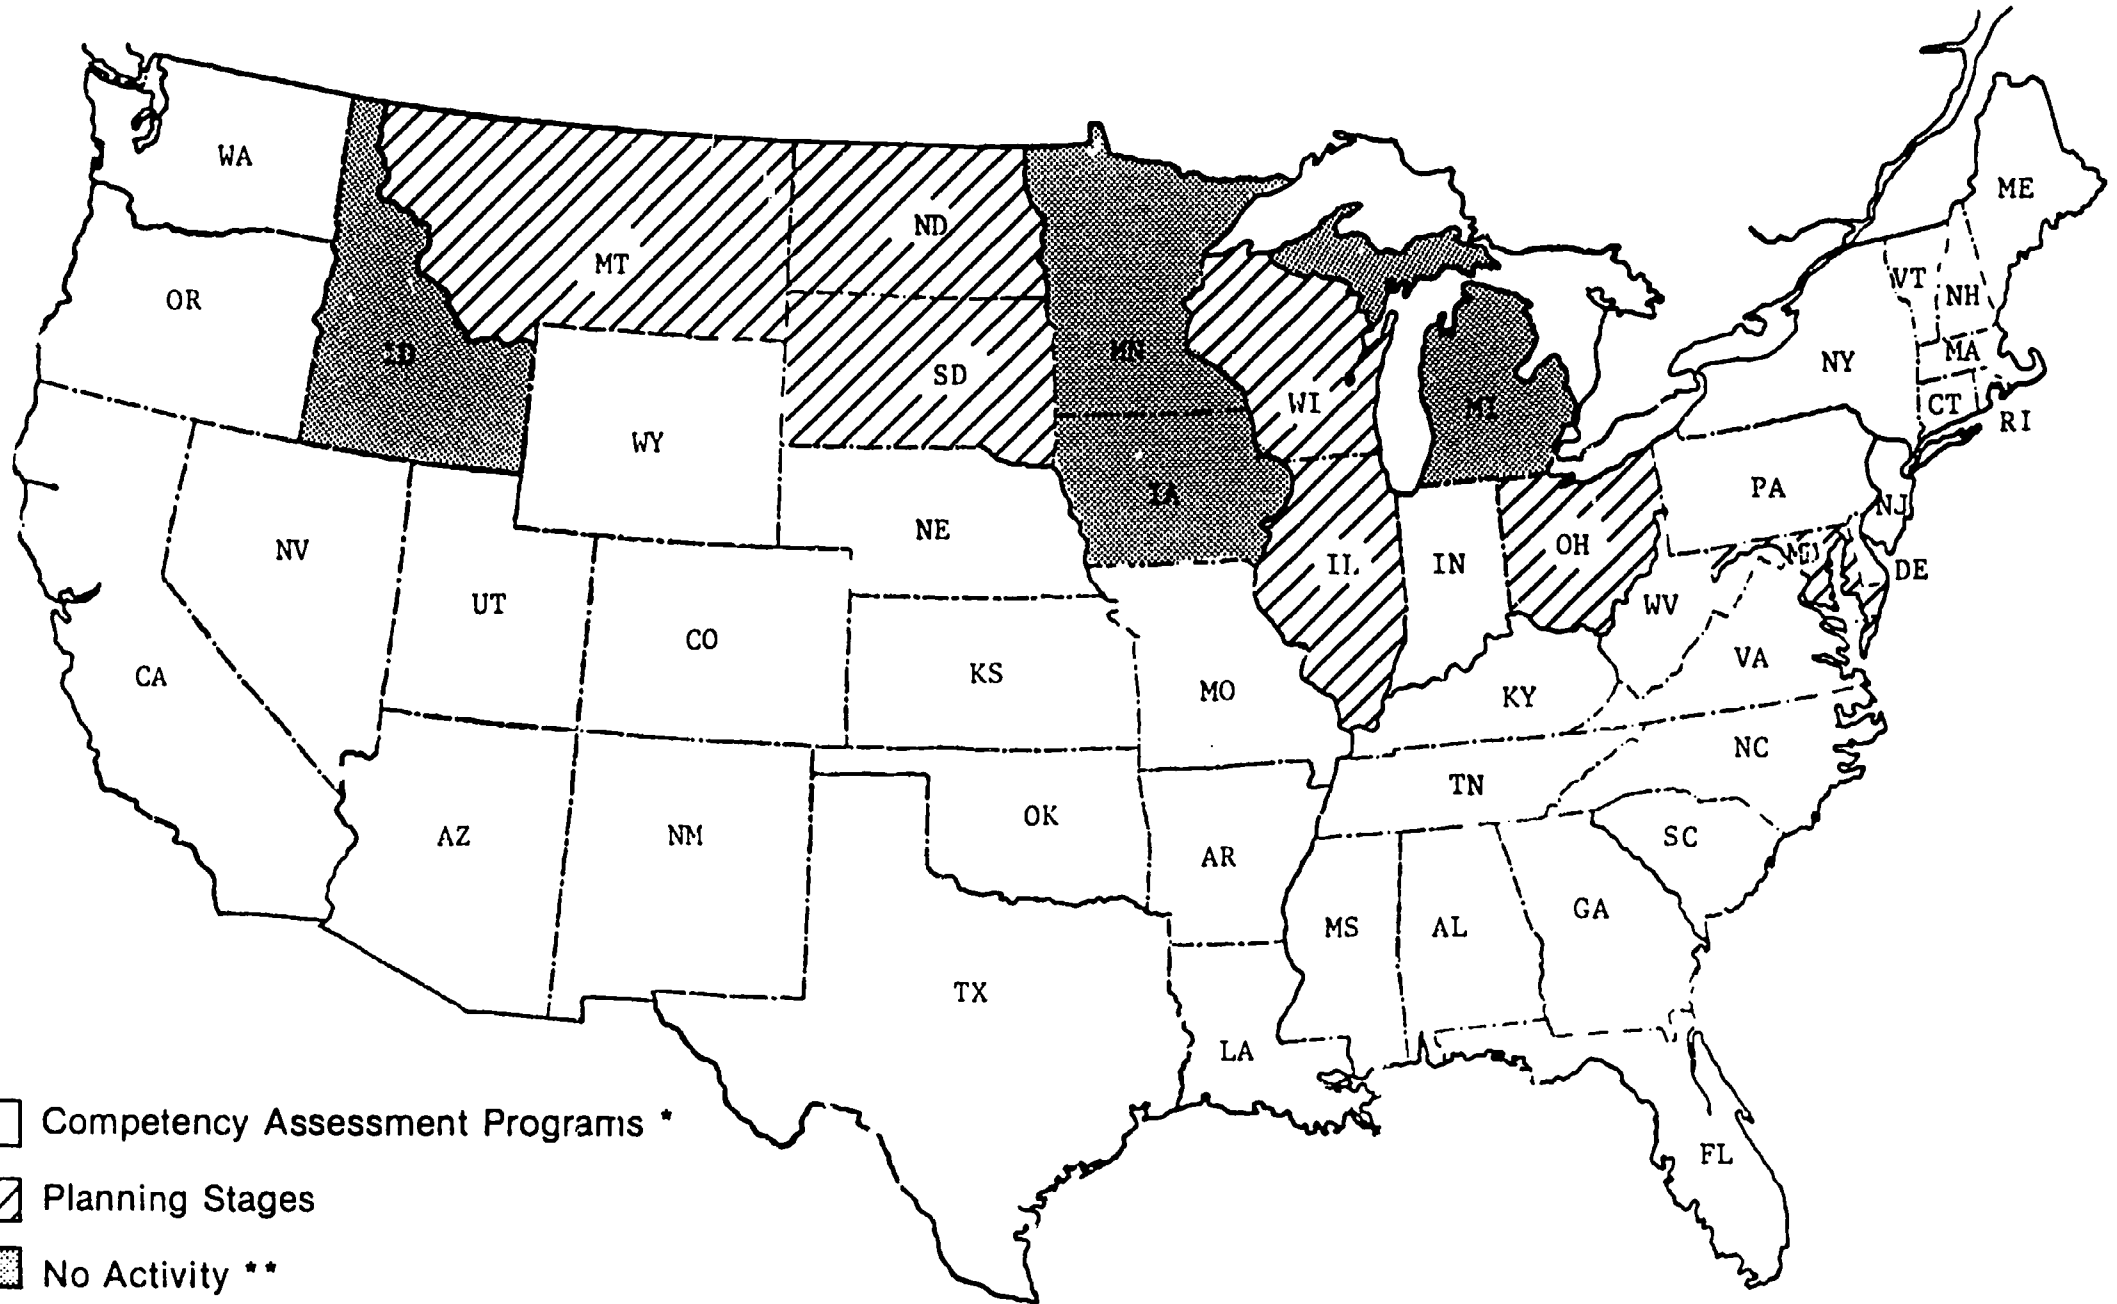 WA
ME
ND
MT
VT
NH
OR
ID
MN
MA
NY
SD
WI
MI
CT
RI
WY
PA
IA
NJ
NE
NV
OH
MD
IL
IN
DE
UT
WV
CO
VA
CA
KS
MO
KY
NC
TN
OK
AZ
NM
SC
AR
GA
MS
AL
TX
LA
Competency Assessment Programs *
FL
Planning Stages
No Activity **